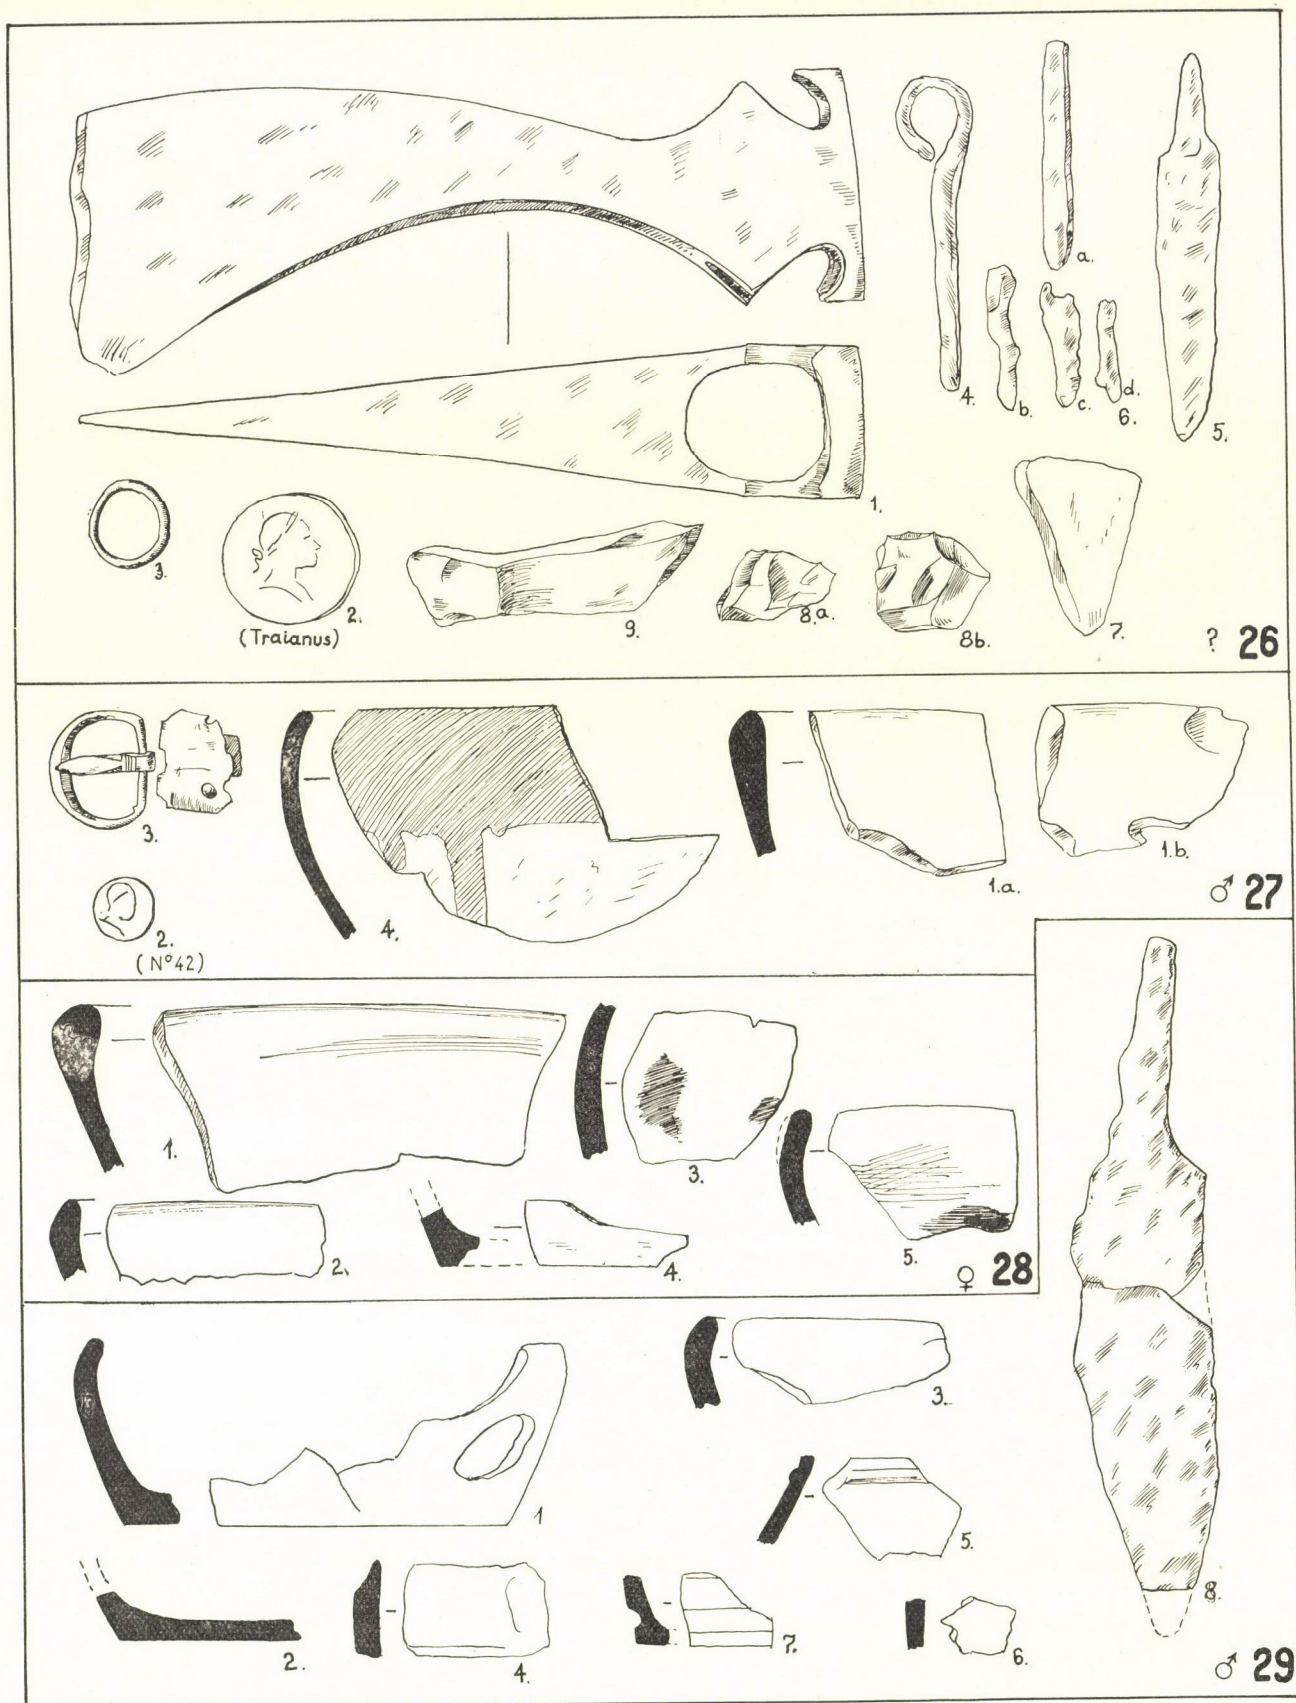 a.
4.
b.
c.
d.
6.
5.
1.
3.
2.
(Traianus)
9.
8.a.
8b.
7.
? 26
3.
2.
(N°42)
4.
1.a.
1.b.
♂ 27
1.
2.
3.
4.
5.
♀ 28
1
2.
3.
4.
5.
7.
6.
8.
♂ 29